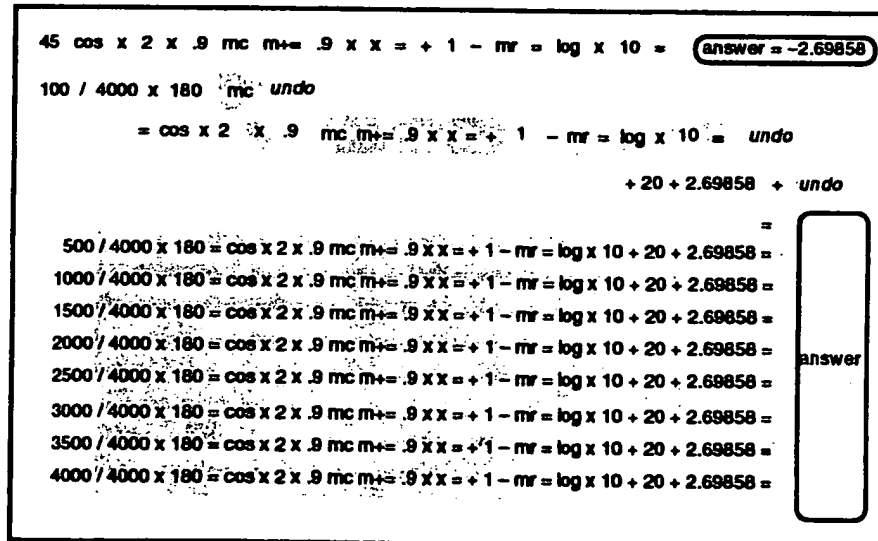 45 cos x 2 x .9 mc m+= .9 x x = + 1 - mr = log x 10 = answer = -2.69858
100 / 4000 x 180 mc undo
= cos x 2 x .9 mc m+= .9 x x = + 1 - mr = log x 10 = undo
+ 20 + 2.69858 + undo
=
500 / 4000 x 180 = cos x 2 x .9 mc m+= .9 x x = + 1 - mr = log x 10 + 20 + 2.69858 =
1000 / 4000 x 180 = cos x 2 x .9 mc m+= .9 x x = + 1 - mr = log x 10 + 20 + 2.69858 =
1500 / 4000 x 180 = cos x 2 x .9 mc m+= .9 x x = + 1 - mr = log x 10 + 20 + 2.69858 =
2000 / 4000 x 180 = cos x 2 x .9 mc m+= .9 x x = + 1 - mr = log x 10 + 20 + 2.69858 =
answer
2500 / 4000 x 180 = cos x 2 x .9 mc m+= .9 x x = + 1 - mr = log x 10 + 20 + 2.69858 =
3000 / 4000 x 180 = cos x 2 x .9 mc m+= .9 x x = + 1 - mr = log x 10 + 20 + 2.69858 =
3500 / 4000 x 180 = cos x 2 x .9 mc m+= .9 x x = + 1 - mr = log x 10 + 20 + 2.69858 =
4000 / 4000 x 180 = cos x 2 x .9 mc m+= .9 x x = + 1 - mr = log x 10 + 20 + 2.69858 =